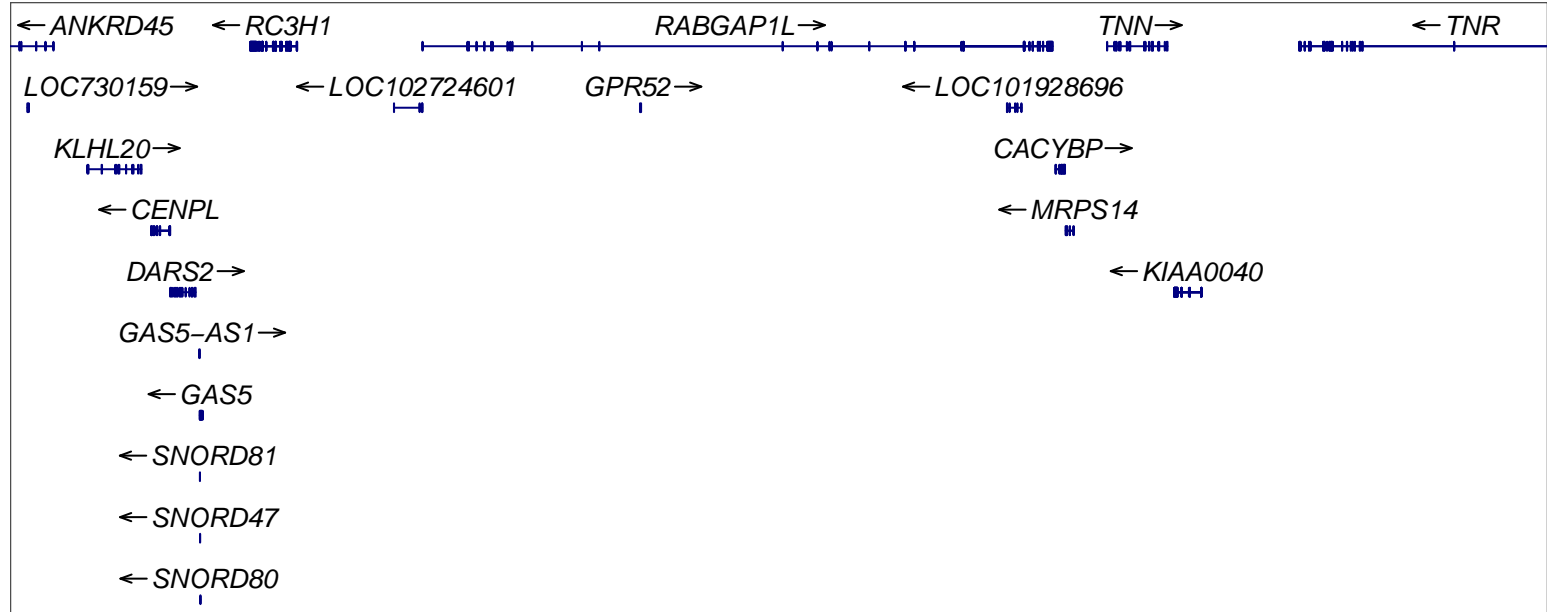 ← ANKRD45 ← RC3H1 RABGAP1L → TNN → ← TNR
LOC730159 → ← LOC102724601 GPR52 → ← LOC101928696
KLHL20 → CACYBP →
← CENPL ← MRPS14
DARS2 → ← KIAA0040
GAS5−AS1 →
← GAS5
← SNORD81
← SNORD47
← SNORD80